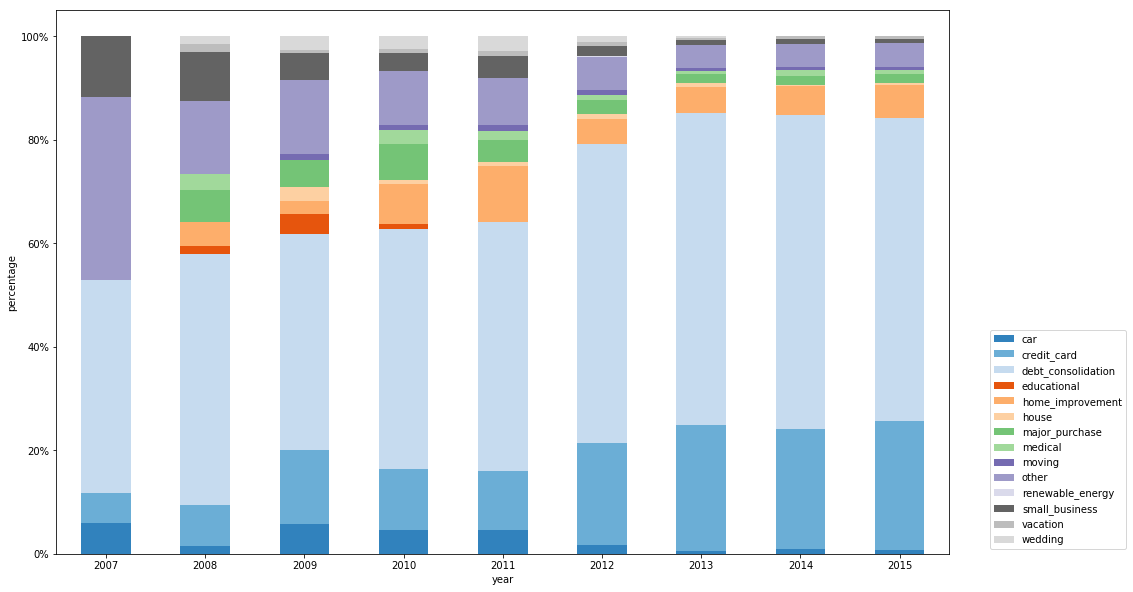 100%
80%
60%
40%
20%
0%
percentage
2007 2008 2009 2010 2011 2012 2013 2014 2015
year
car
credit_card
debt_consolidation
educational
home_improvement
house
major_purchase
medical
moving
other
renewable_energy
small_business
vacation
wedding